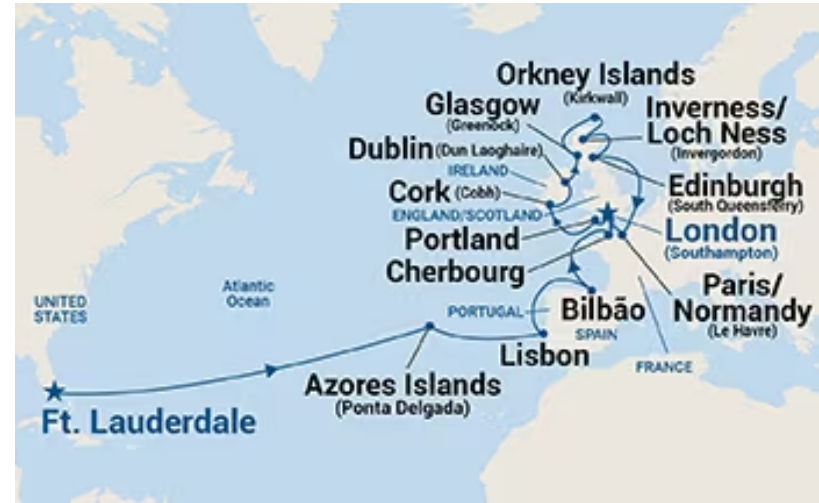 Orkney Islands
(Kirkwall)
Glasgow
(Greenock)
Inverness/
Loch Ness
(Invergordon)
Dublin (Dun Laoghaire)
IRELAND
Edinburgh
(South Queensferry)
Cork (Cobh)
ENGLAND/SCOTLAND
London
(Southampton)
Portland
Cherbourg
Paris/
Normandy
(Le Havre)
Atlantic
Ocean
UNITED
STATES
PORTUGAL
Bilbão
SPAIN
Lisbon
FRANCE
Azores Islands
(Ponta Delgada)
Ft. Lauderdale